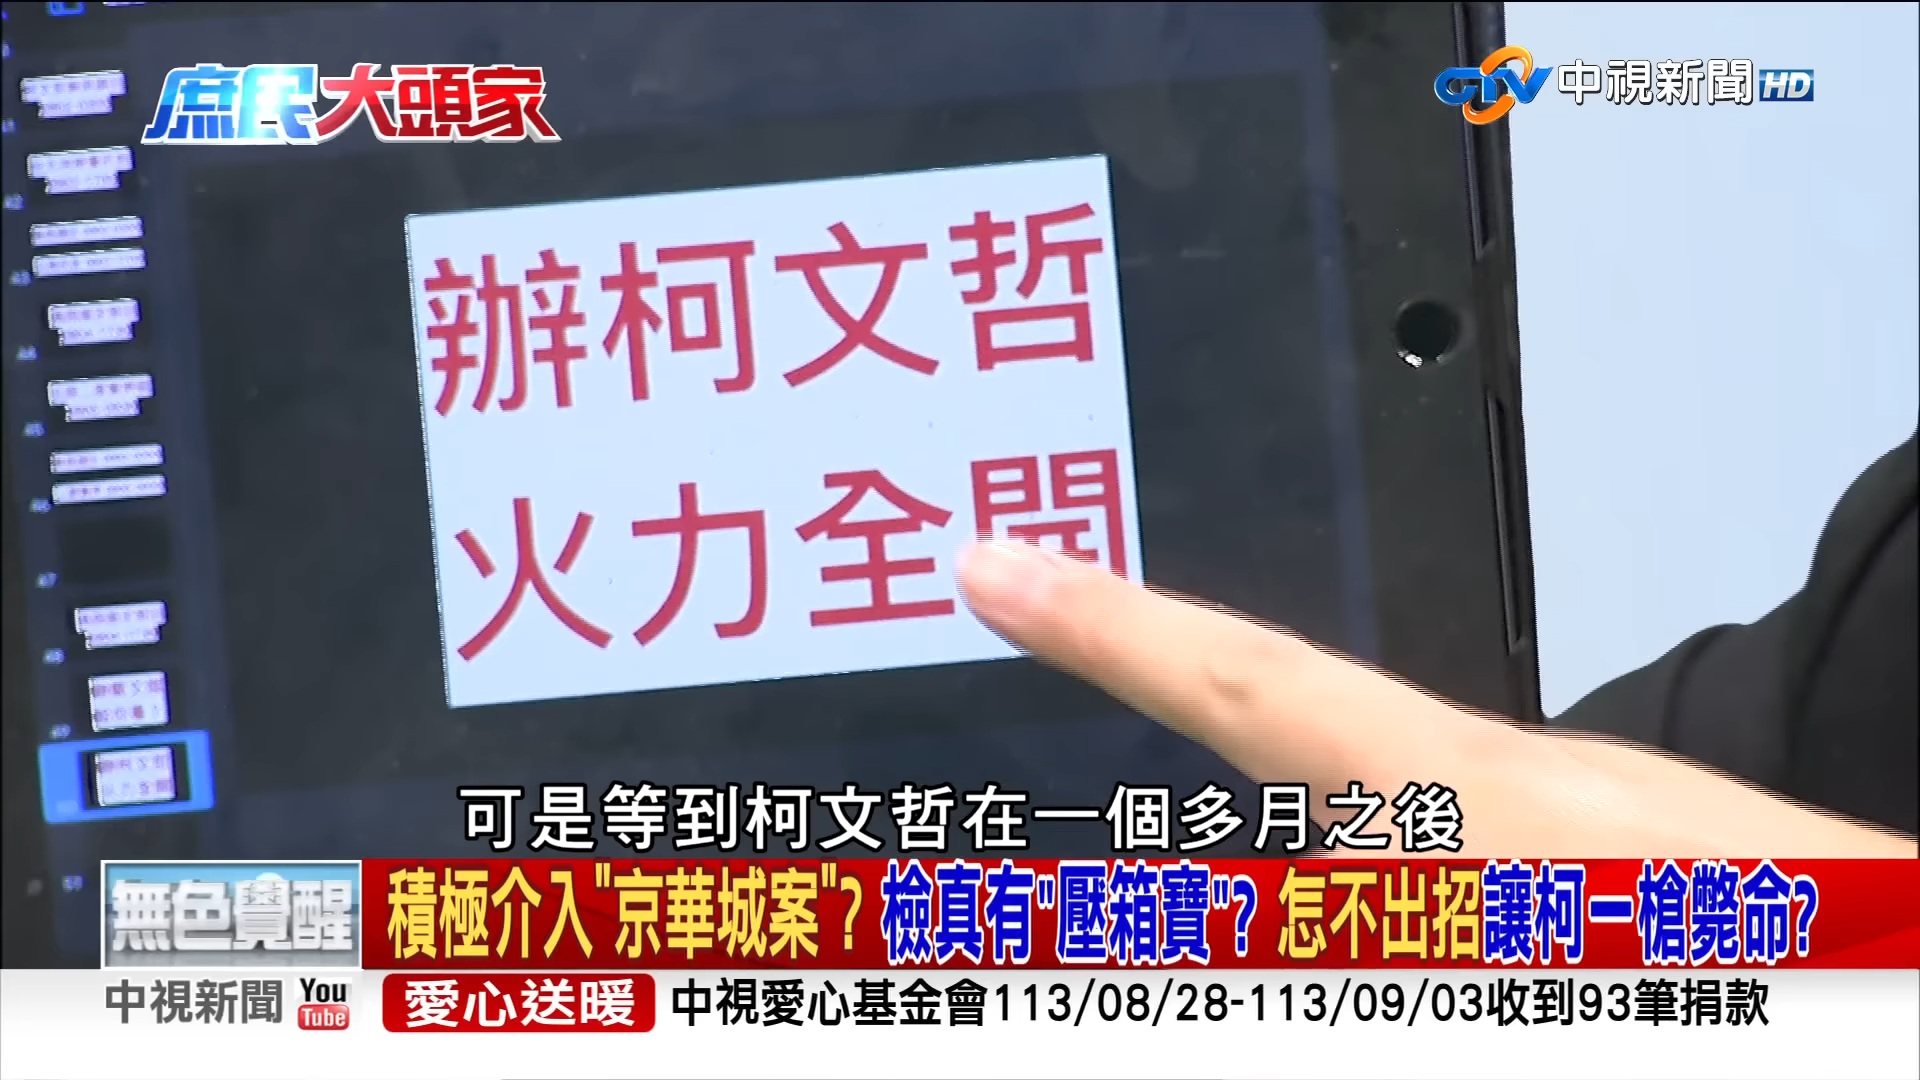 庶民大頭家
CTV中視新聞HD
辦柯文哲
火力全開
可是等到柯文哲在一個多月之後
無色覺醒
積極介入"京華城案"? 檢真有"壓箱寶"? 怎不出招讓柯一槍斃命?
中視新聞 YouTube
愛心送暖 中視愛心基金會113/08/28-113/09/03收到93筆捐款